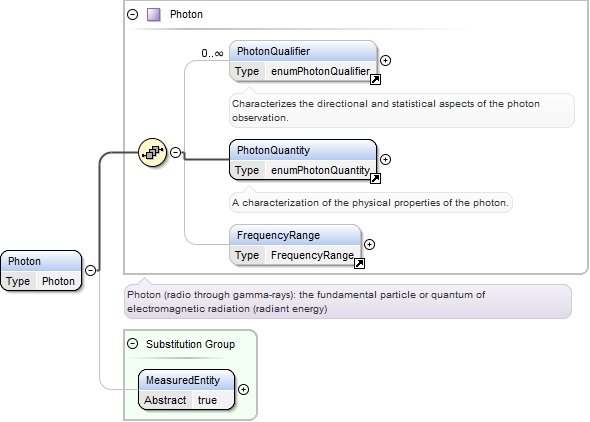 Photon
0..∞
PhotonQualifier
Type enumPhotonQualifier
Characterizes the directional and statistical aspects of the photon
observation.
PhotonQuantity
Type enumPhotonQuantity
A characterization of the physical properties of the photon.
FrequencyRange
Type FrequencyRange
Photon
Type Photon
Photon (radio through gamma-rays): the fundamental particle or quantum of
electromagnetic radiation (radiant energy)
Substitution Group
MeasuredEntity
Abstract true